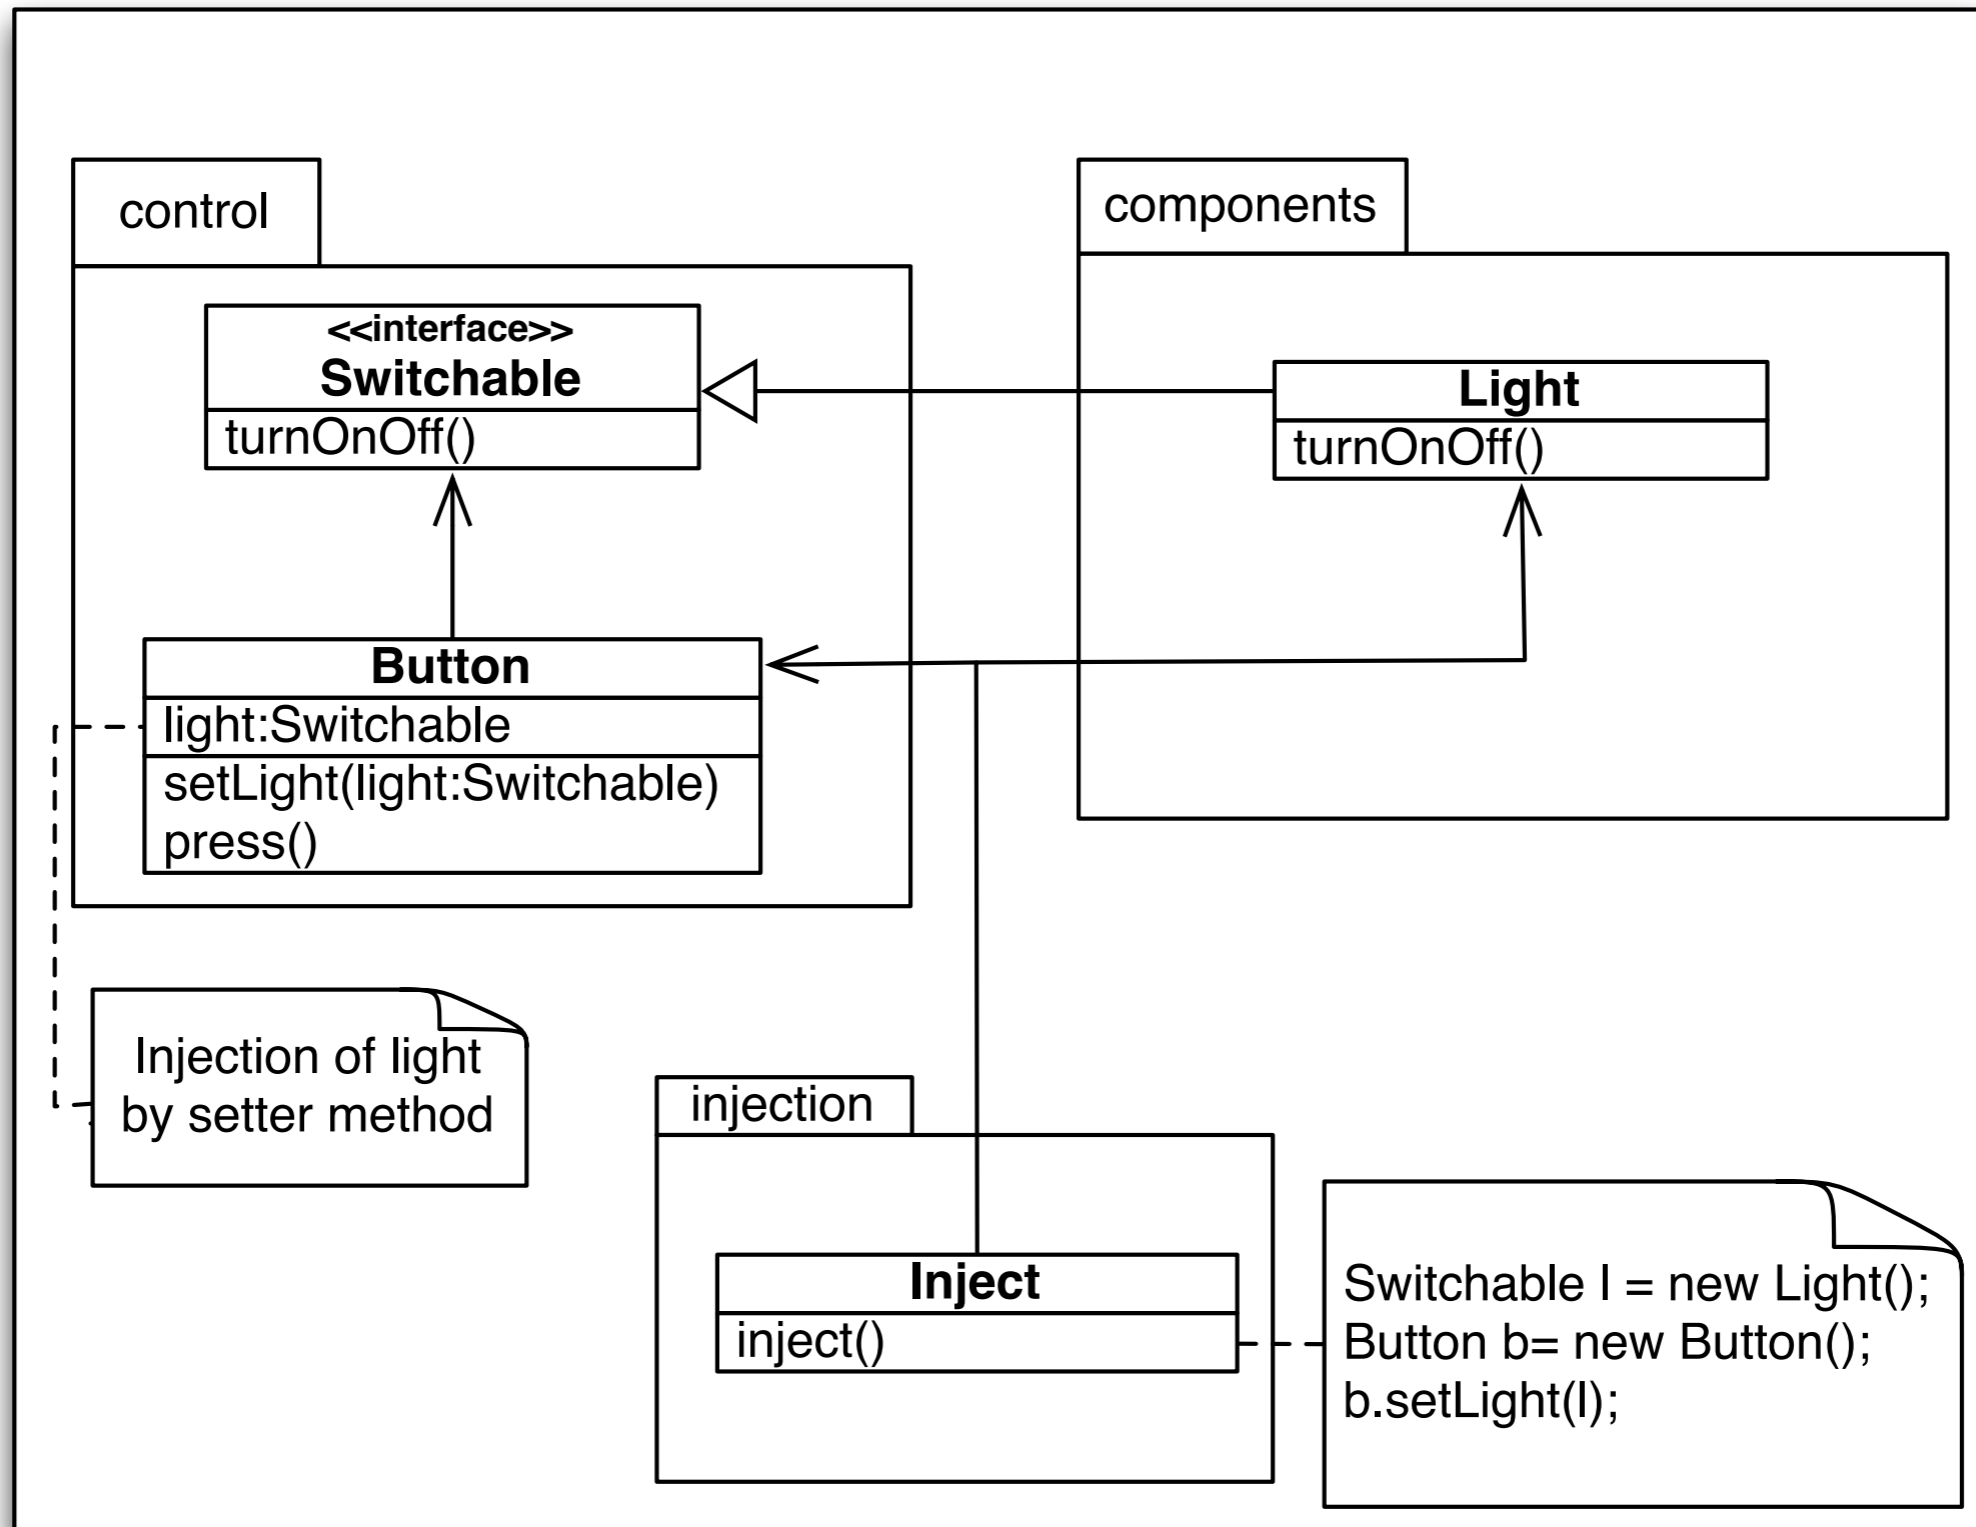 control
<<interface>>
Switchable
turnOnOff()
Button
light:Switchable
setLight(light:Switchable)
press()
components
Light
turnOnOff()
Injection of light
by setter method
injection
Inject
inject()
Switchable l = new Light();
Button b= new Button();
b.setLight(l);